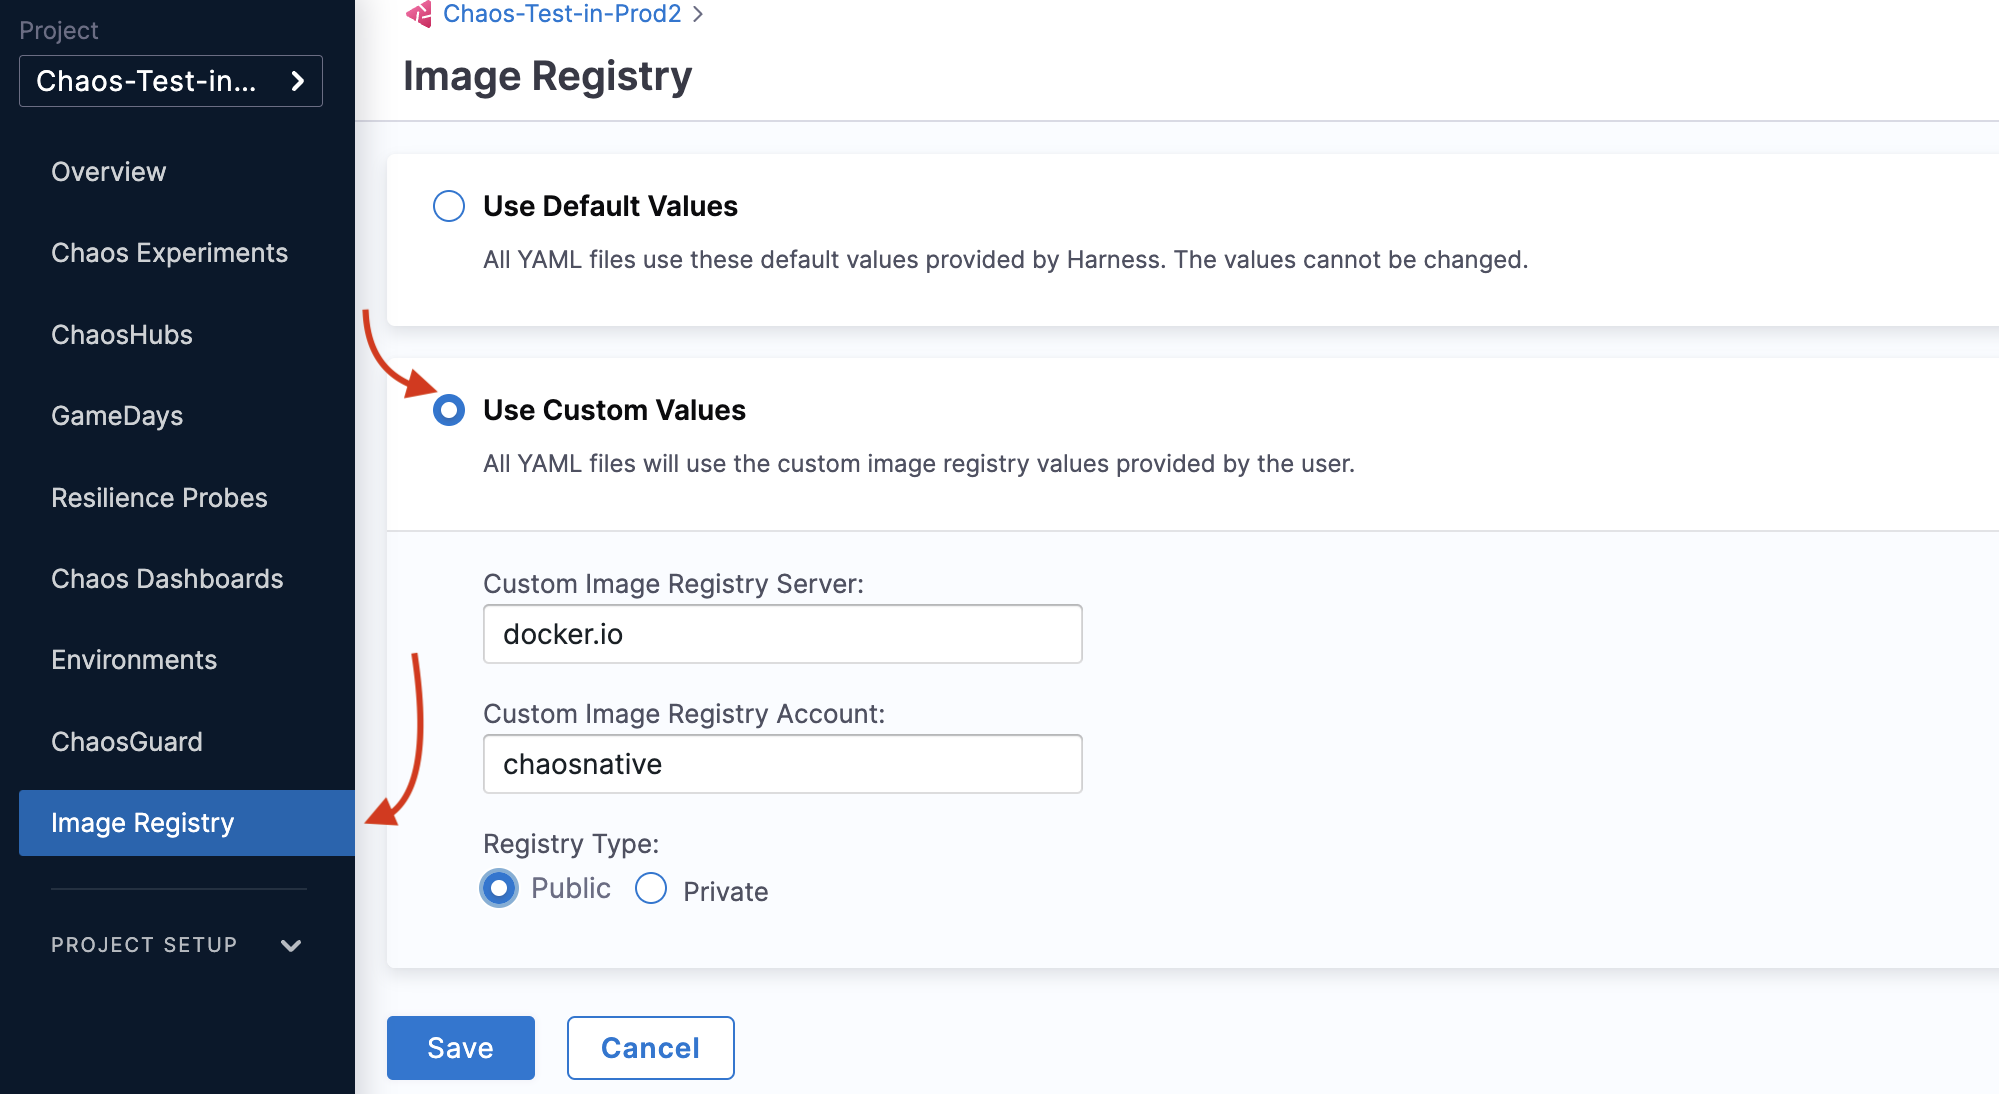 Project
Chaos-Test-in...
Overview
Chaos Experiments
ChaosHubs
GameDays
Resilience Probes
Chaos Dashboards
Environments
ChaosGuard
Image Registry
PROJECT SETUP
Chaos-Test-in-Prod2
Image Registry
Use Default Values
All YAML files use these default values provided by Harness. The values cannot be changed.
Use Custom Values
All YAML files will use the custom image registry values provided by the user.
Custom Image Registry Server:
docker.io
Custom Image Registry Account:
chaosnative
Registry Type:
Public Private
Save Cancel